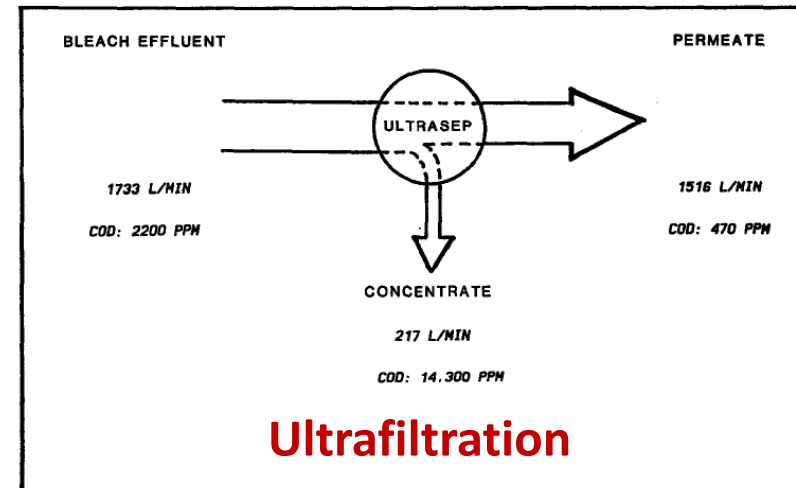 BLEACH EFFLUENT
PERMEATE
ULTRASEP
1733 L/MIN
COD: 2200 PPM
1516 L/MIN
COD: 470 PPM
CONCENTRATE
217 L/MIN
COD: 14.300 PPM
Ultrafiltration